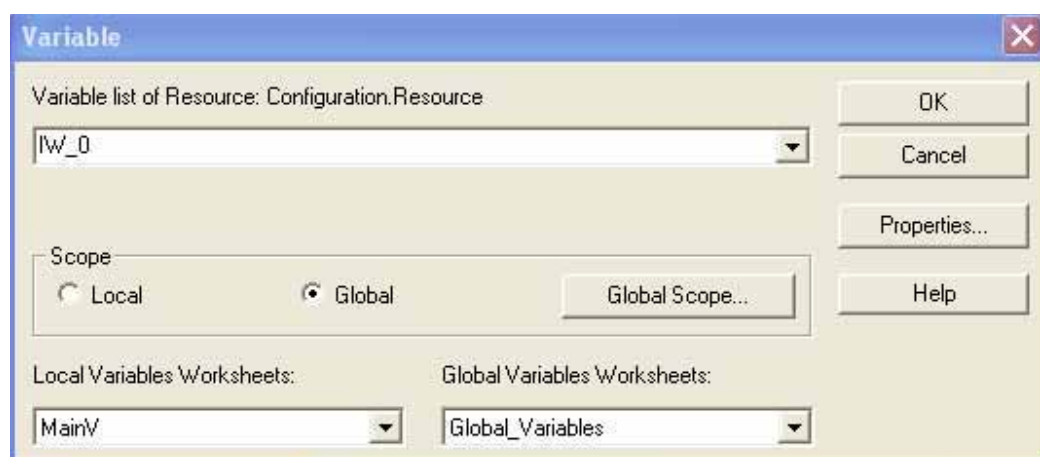 Variable
Variable list of Resource: Configuration.Resource
OK
IW_0
Cancel
Properties...
Scope
Local
Global
Global Scope...
Help
Local Variables Worksheets:
Global Variables Worksheets:
MainV
Global_Variables